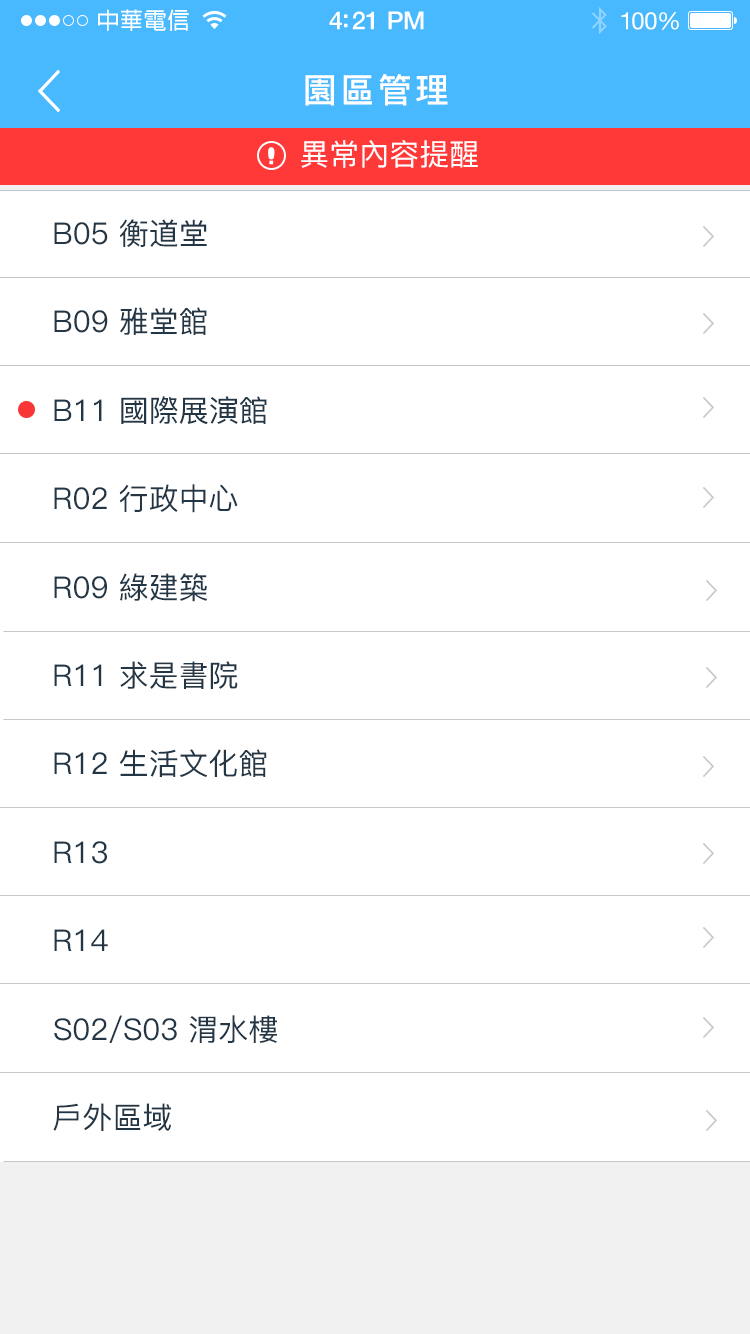 中華電信 4:21 PM 100%
園區管理
異常內容提醒
B05 衡道堂
B09 雅堂館
B11 國際展演館
R02 行政中心
R09 綠建築
R11 求是書院
R12 生活文化館
R13
R14
S02/S03 渭水樓
戶外區域